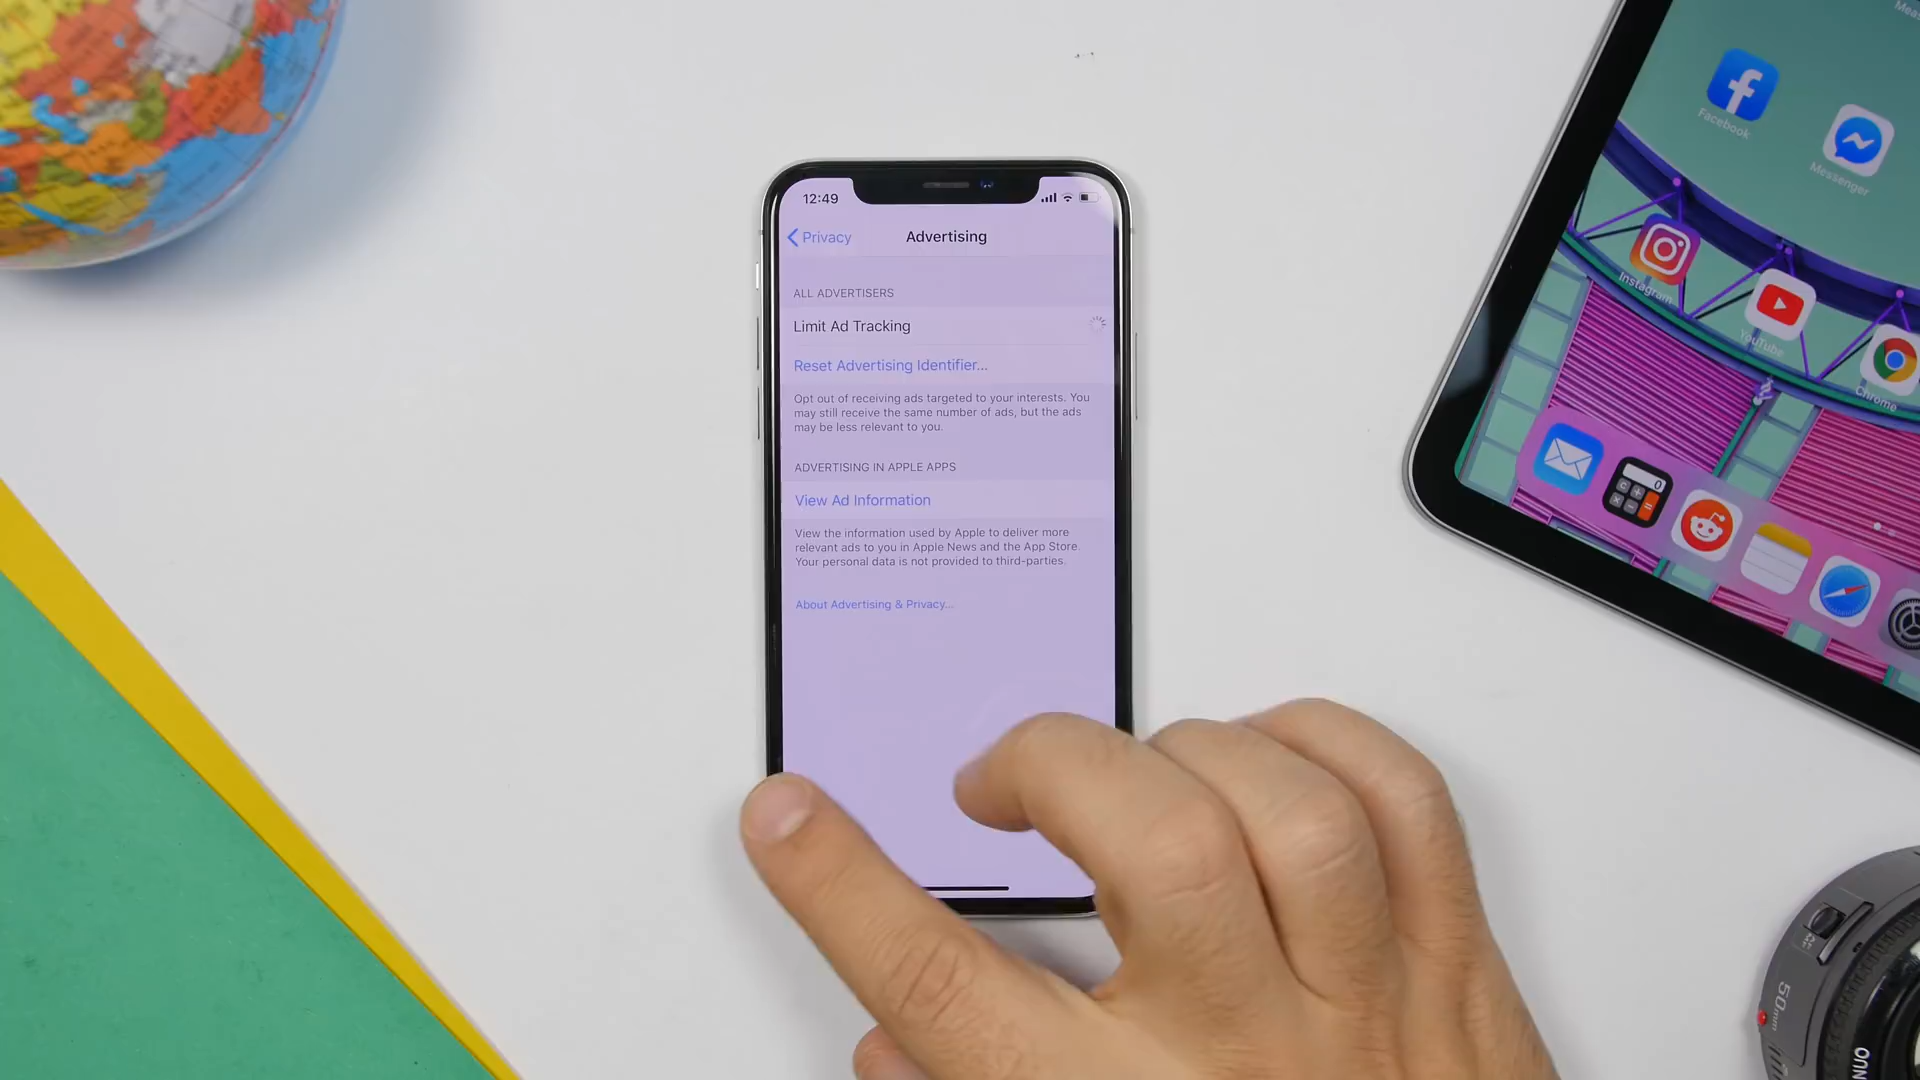 12:49
Privacy
Advertising
ALL ADVERTISERS
Limit Ad Tracking
Reset Advertising Identifier...
Opt out of receiving ads targeted to your interests. You
may still receive the same number of ads, but the ads
may be less relevant to you.
ADVERTISING IN APPLE APPS
View Ad Information
View the information used by Apple to deliver more
relevant ads to you in Apple News and the App Store.
Your personal data is not provided to third-parties.
About Advertising & Privacy...
Facebook
Messenger
Instagram
YouTube
Chrome
0
50mm